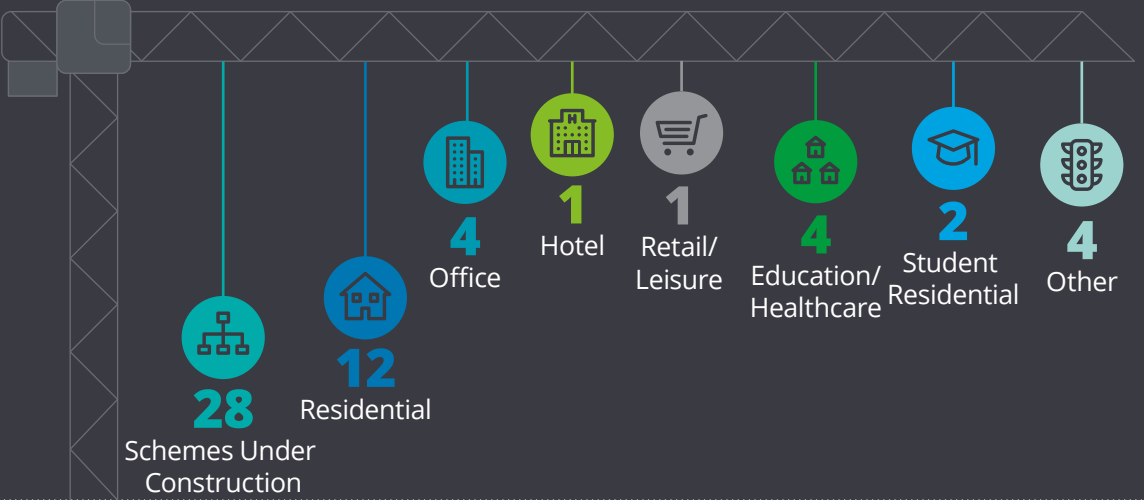 28
Schemes Under
Construction
12
Residential
4
Office
1
Hotel
1
Retail/
Leisure
4
Education/
Healthcare
2
Student
Residential
4
Other